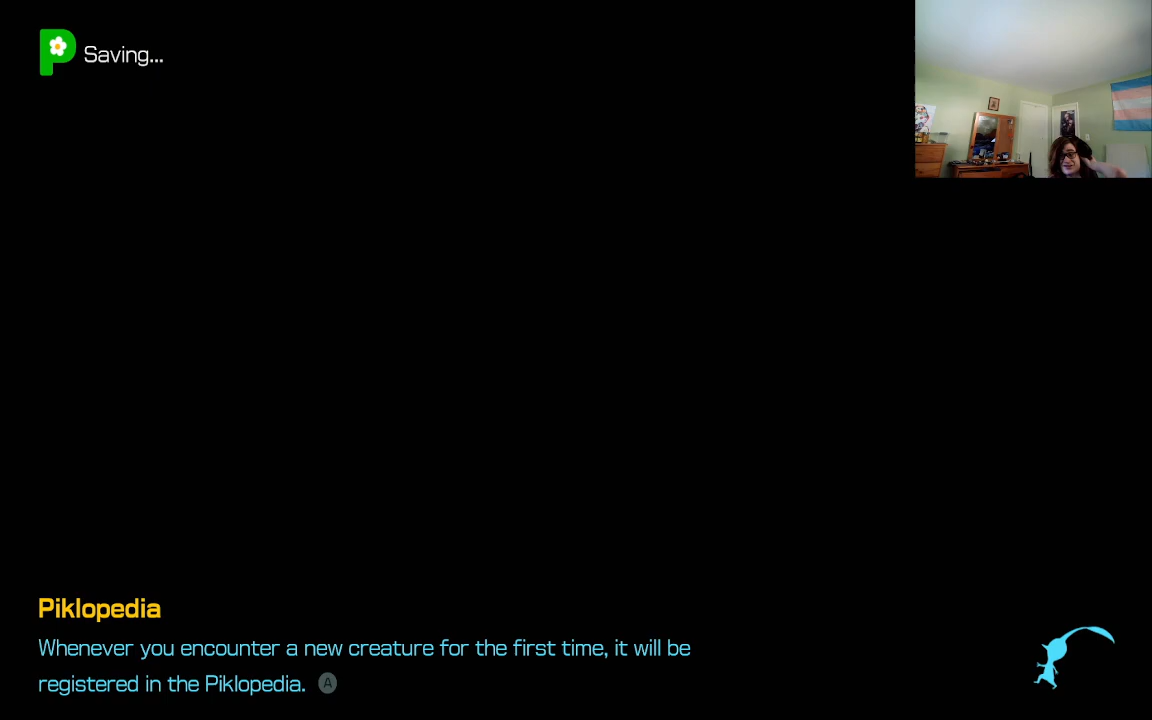 Saving...
Piklopedia
Whenever you encounter a new creature for the first time, it will be
registered in the Piklopedia. A